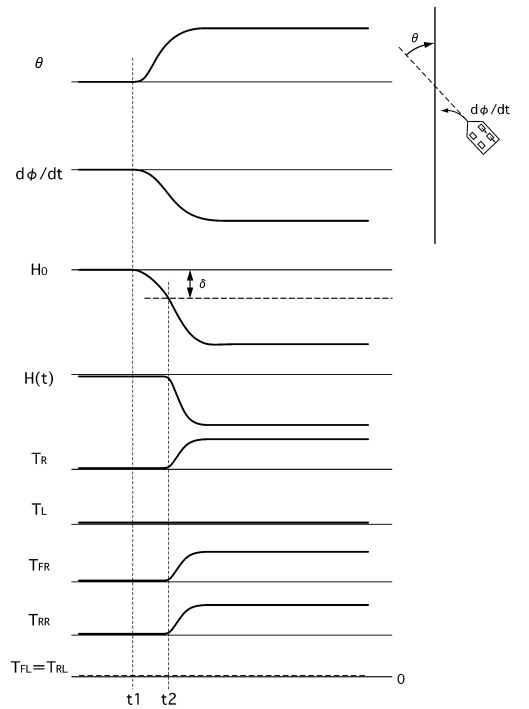 θ
θ
dφ/dt
dφ/dt
H0
δ
H(t)
TR
TL
TFR
TRR
TFL=TRL
0
t1
t2